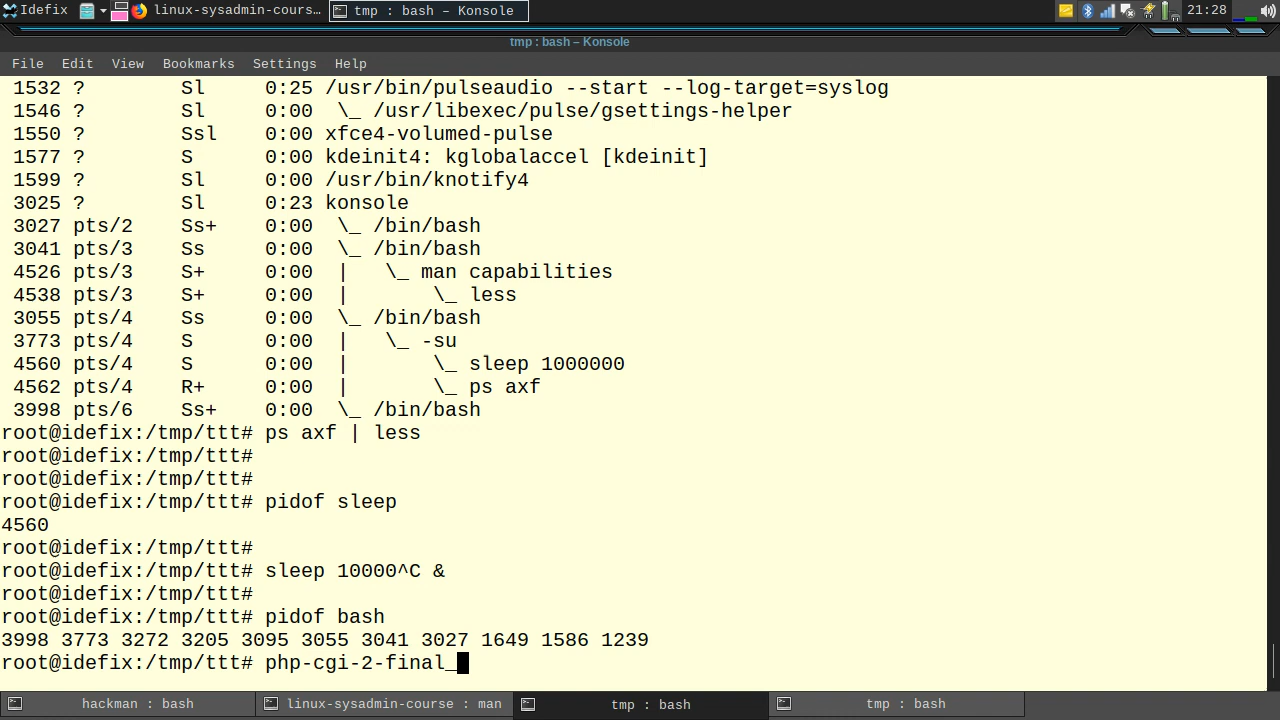 Idefix linux-sysadmin-cours… tmp : bash – Konsole 21:28
tmp : bash – Konsole
File Edit View Bookmarks Settings Help
1532 ? Sl 0:25 /usr/bin/pulseaudio --start --log-target=syslog
1546 ? Sl 0:00 \_ /usr/libexec/pulse/gsettings-helper
1550 ? Ssl 0:00 xfce4-volumed-pulse
1577 ? S 0:00 kdeinit4: kglobalaccel [kdeinit]
1599 ? Sl 0:00 /usr/bin/knotify4
3025 ? Sl 0:23 konsole
3027 pts/2 Ss+ 0:00 \_ /bin/bash
3041 pts/3 Ss 0:00 \_ /bin/bash
4526 pts/3 S+ 0:00 | \_ man capabilities
4538 pts/3 S+ 0:00 | \_ less
3055 pts/4 Ss 0:00 \_ /bin/bash
3773 pts/4 S 0:00 | \_ -su
4560 pts/4 S 0:00 | \_ sleep 1000000
4562 pts/4 R+ 0:00 | \_ ps axf
3998 pts/6 Ss+ 0:00 \_ /bin/bash
root@idefix:/tmp/ttt# ps axf | less
root@idefix:/tmp/ttt#
root@idefix:/tmp/ttt#
root@idefix:/tmp/ttt# pidof sleep
4560
root@idefix:/tmp/ttt#
root@idefix:/tmp/ttt# sleep 10000^C &
root@idefix:/tmp/ttt#
root@idefix:/tmp/ttt# pidof bash
3998 3773 3272 3205 3095 3055 3041 3027 1649 1586 1239
root@idefix:/tmp/ttt# php-cgi-2-final_
hackman : bash linux-sysadmin-course : man tmp : bash tmp : bash